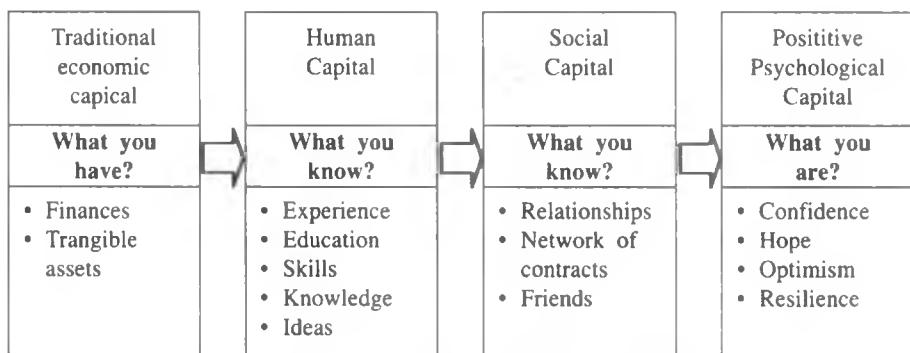 Traditional
economic
capical
What you
have?
• Finances
• Trangible
assets
Human
Capital
What you
know?
• Experience
• Education
• Skills
• Knowledge
• Ideas
Social
Capital
What you
know?
• Relationships
• Network of
contracts
• Friends
Posititive
Psychological
Capital
What you
are?
• Confidence
• Hope
• Optimism
• Resilience